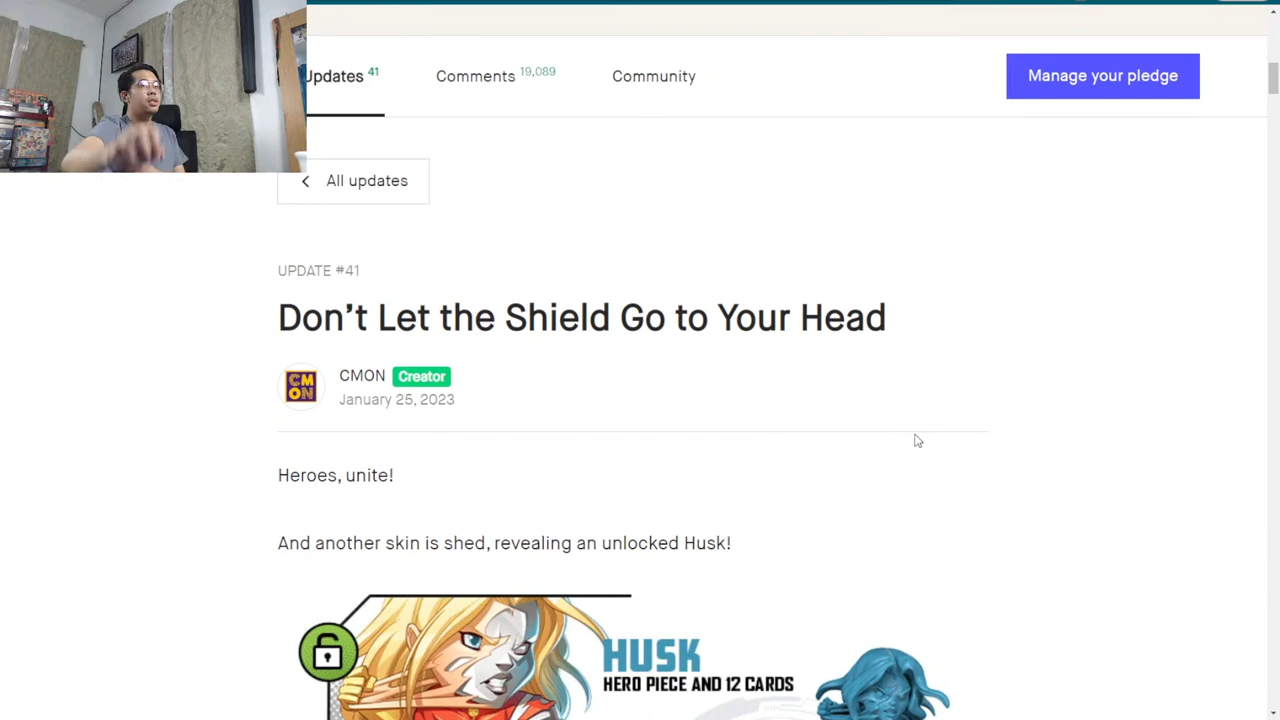 Updates 41
Comments 19,089
Community
Manage your pledge
All updates
UPDATE #41
Don’t Let the Shield Go to Your Head
CMON
CMON Creator
January 25, 2023
Heroes, unite!
And another skin is shed, revealing an unlocked Husk!
HUSK
HERO PIECE AND 12 CARDS